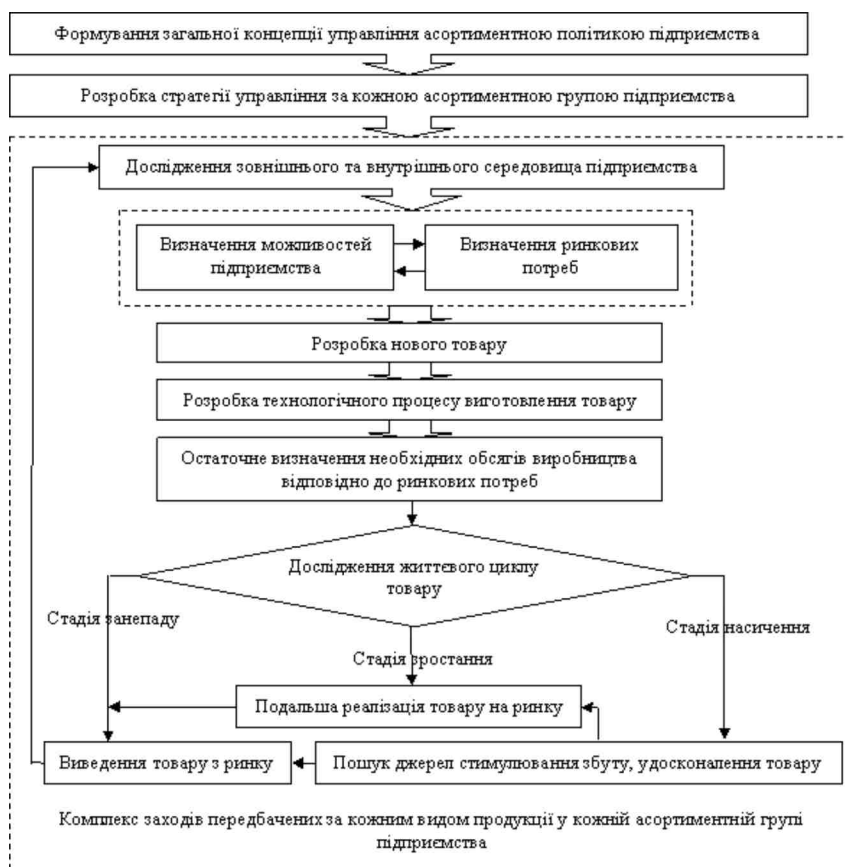 Формування загальної концепції управління асортиментною політикою підприємства
Розробка стратегії управління за кожною асортиментною групою підприємства
Дослідження зовнішнього та внутрішнього середовища підприємства
Визначення можливостей
підприємства
Визначення ринкових
потреб
Розробка нового товару
Розробка технологічного процесу виготовлення товару
Остаточне визначення необхідних обсягів виробництва
відповідно до ринкових потреб
Дослідження життєвого циклу
товару
Стадія занепаду
Стадія насичення
Стадія зростання
Подальша реалізація товару на ринку
Виведення товару з ринку
Пошук джерел стимулювання збуту, удосконалення товару
Комплекс заходів передбачених за кожним видом продукції у кожній асортиментній групі
підприємства